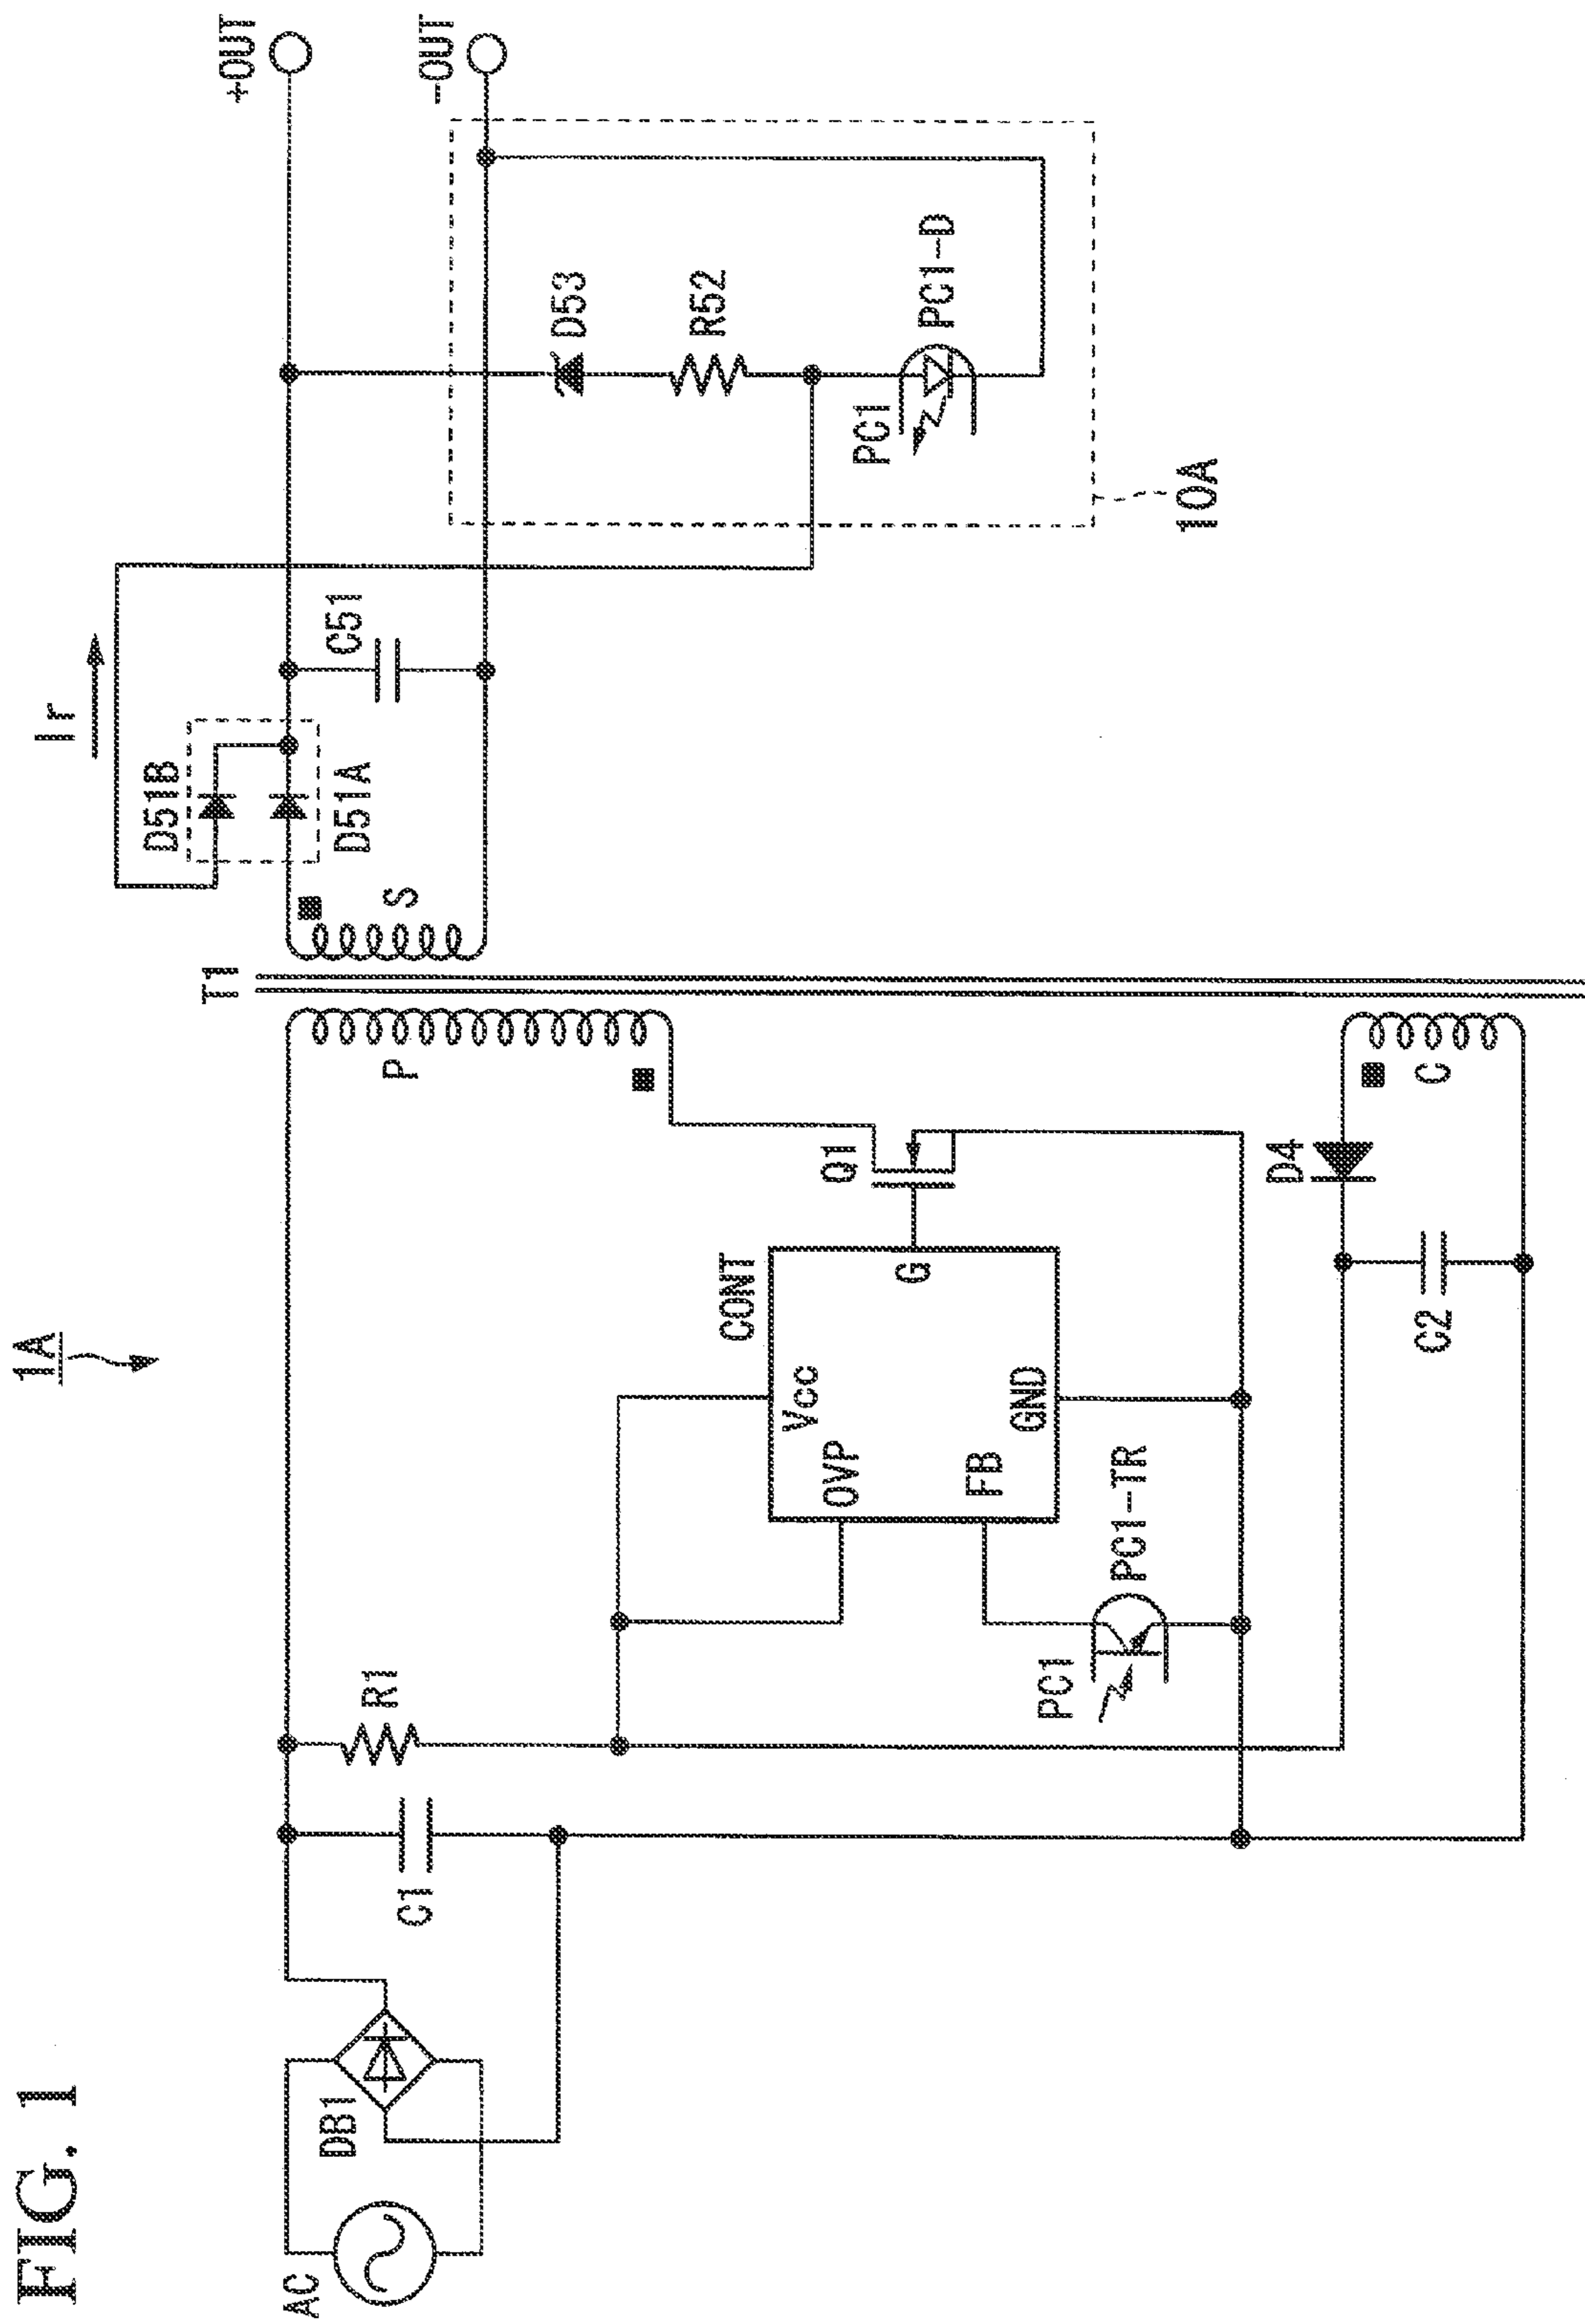 FIG. 1
1A
AC
DB1
C1
R1
PC1
PC1-TR
OVP
FB
Vcc
GND
G
CONT
Q1
D4
C2
P
C
T1
S
D51B
D51A
Ir
C51
10A
PC1
PC1-D
D53
R52
+OUT
-OUT